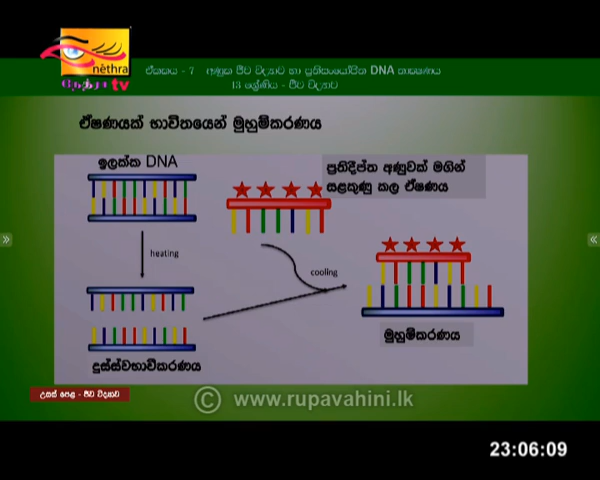 nēthra
நேத்ரா tv
ඒකකය - 7 අණුක ජීව විද්‍යාව හා ප්‍රතිසංයෝජිත DNA තාක්ෂණය
13 ශ්‍රේණිය - ජීව විද්‍යාව
ඒෂණයක් භාවිතයෙන් මුහුම්කරණය
ඉලක්ක DNA
ප්‍රතිදීප්ත අණුවක් මගින්
සළකුණු කල ඒෂණය
heating
cooling
මුහුම්කරණය
දුස්ස්වභාවීකරණය
උසස් පෙළ - ජීව විද්‍යාව
© www.rupavahini.lk
23:06:09